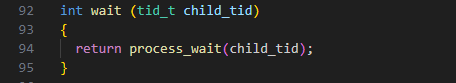 92 int wait (tid_t child_tid)
93 {
94 return process_wait(child_tid);
95 }